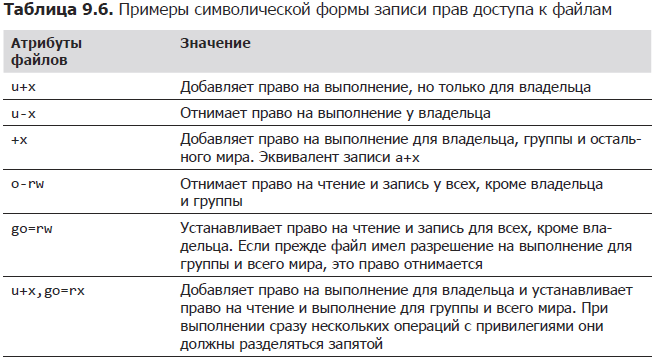 Таблица 9.6. Примеры символической формы записи прав доступа к файлам
Атрибуты
файлов
Значение
u+x
Добавляет право на выполнение, но только для владельца
u-x
Отнимает право на выполнение у владельца
+x
Добавляет право на выполнение для владельца, группы и осталь-
ного мира. Эквивалент записи a+x
o-rw
Отнимает право на чтение и запись у всех, кроме владельца
и группы
go=rw
Устанавливает право на чтение и запись для всех, кроме вла-
дельца. Если прежде файл имел разрешение на выполнение для
группы и всего мира, это право отнимается
u+x,go=rx
Добавляет право на выполнение для владельца и устанавливает
право на чтение и выполнение для группы и всего мира. При
выполнении сразу нескольких операций с привилегиями они
должны разделяться запятой